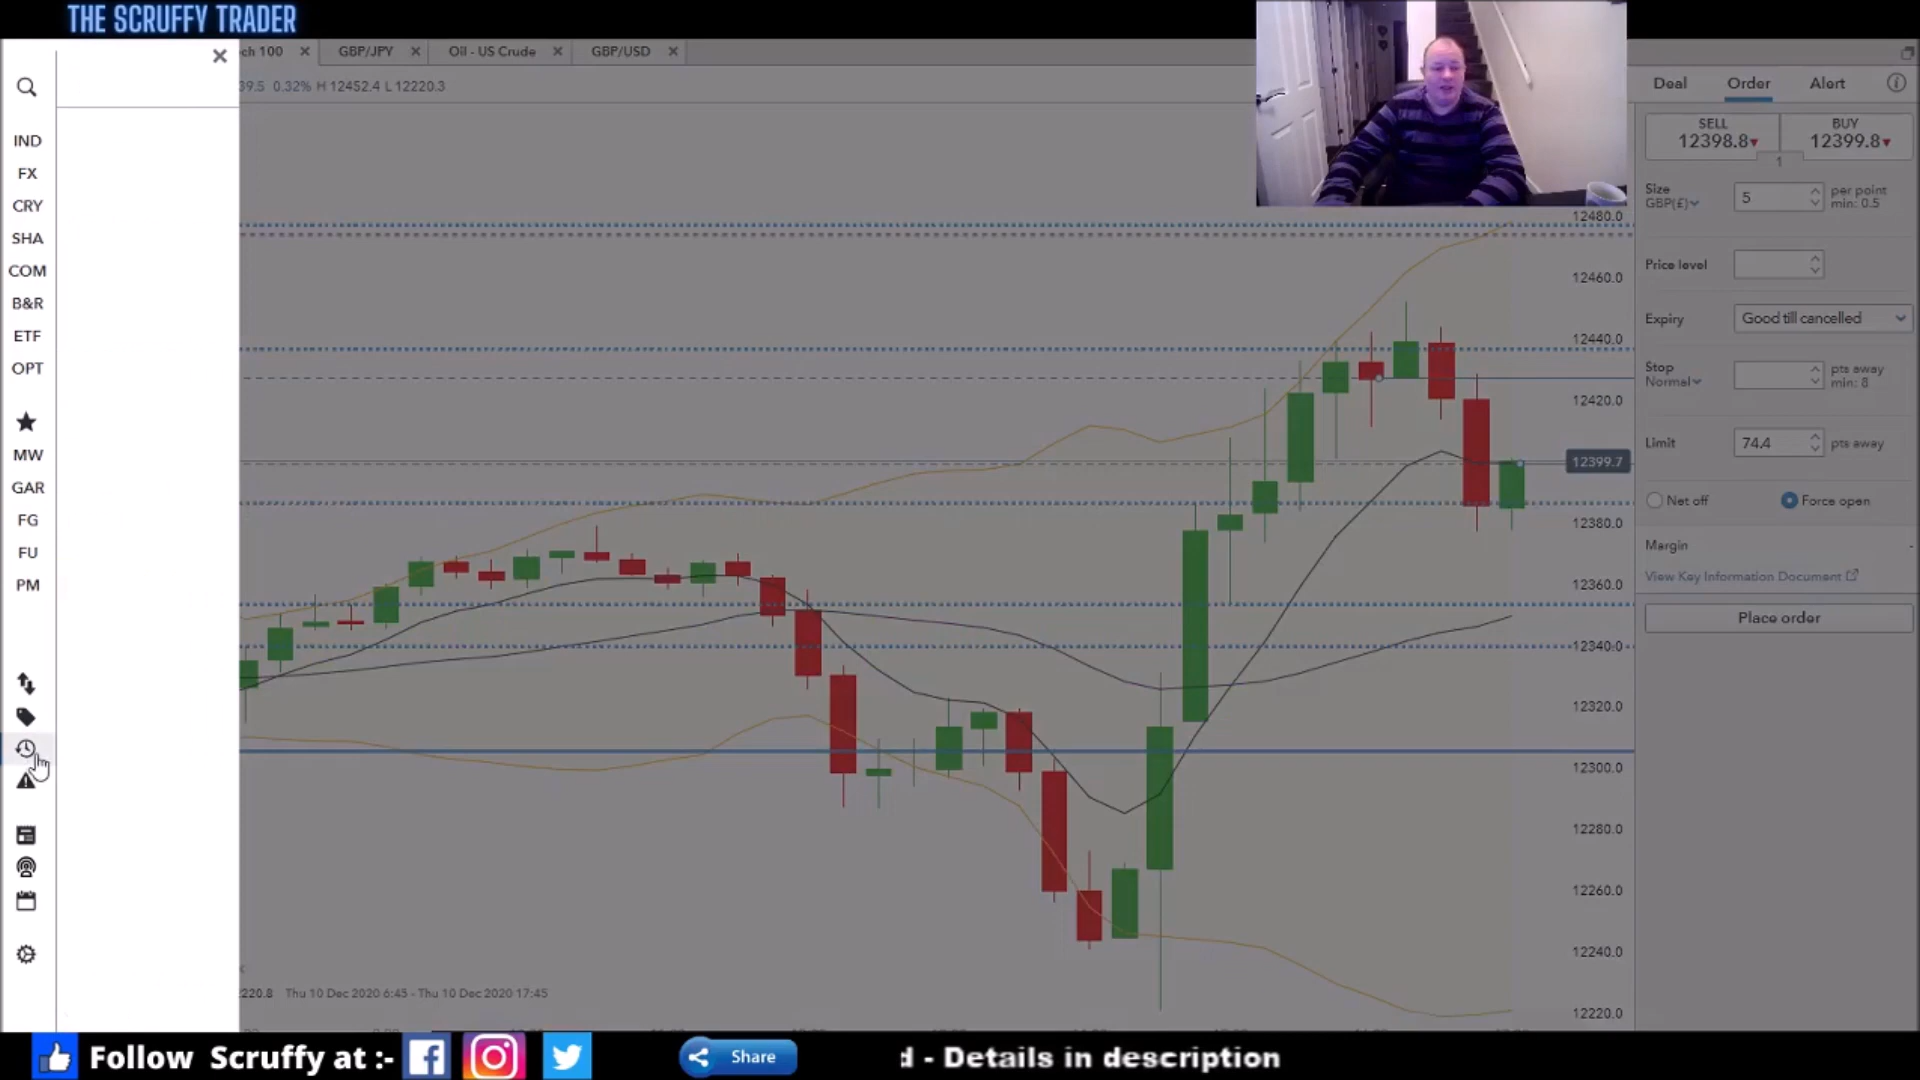 THE SCRUFFY TRADER
ech 100
GBP/JPY
Oil - US Crude
GBP/USD
39.5 0.32% H 12452.4 L 12220.3
IND
FX
CRY
SHA
COM
B&R
ETF
OPT
MW
GAR
FG
FU
PM
Deal
Order
Alert
SELL
12398.8
BUY
12399.8
1
Size
GBP(£)
5
per point
min: 0.5
Price level
Expiry
Good till cancelled
Stop
Normal
pts away
min: 8
Limit
74.4
pts away
Net off
Force open
Margin
-
View Key Information Document
Place order
12480.0
12460.0
12440.0
12420.0
12399.7
12380.0
12360.0
12340.0
12320.0
12300.0
12280.0
12260.0
12240.0
12220.0
220.8 Thu 10 Dec 2020 6:45 - Thu 10 Dec 2020 17:45
Follow Scruffy at :-
Share
d - Details in description